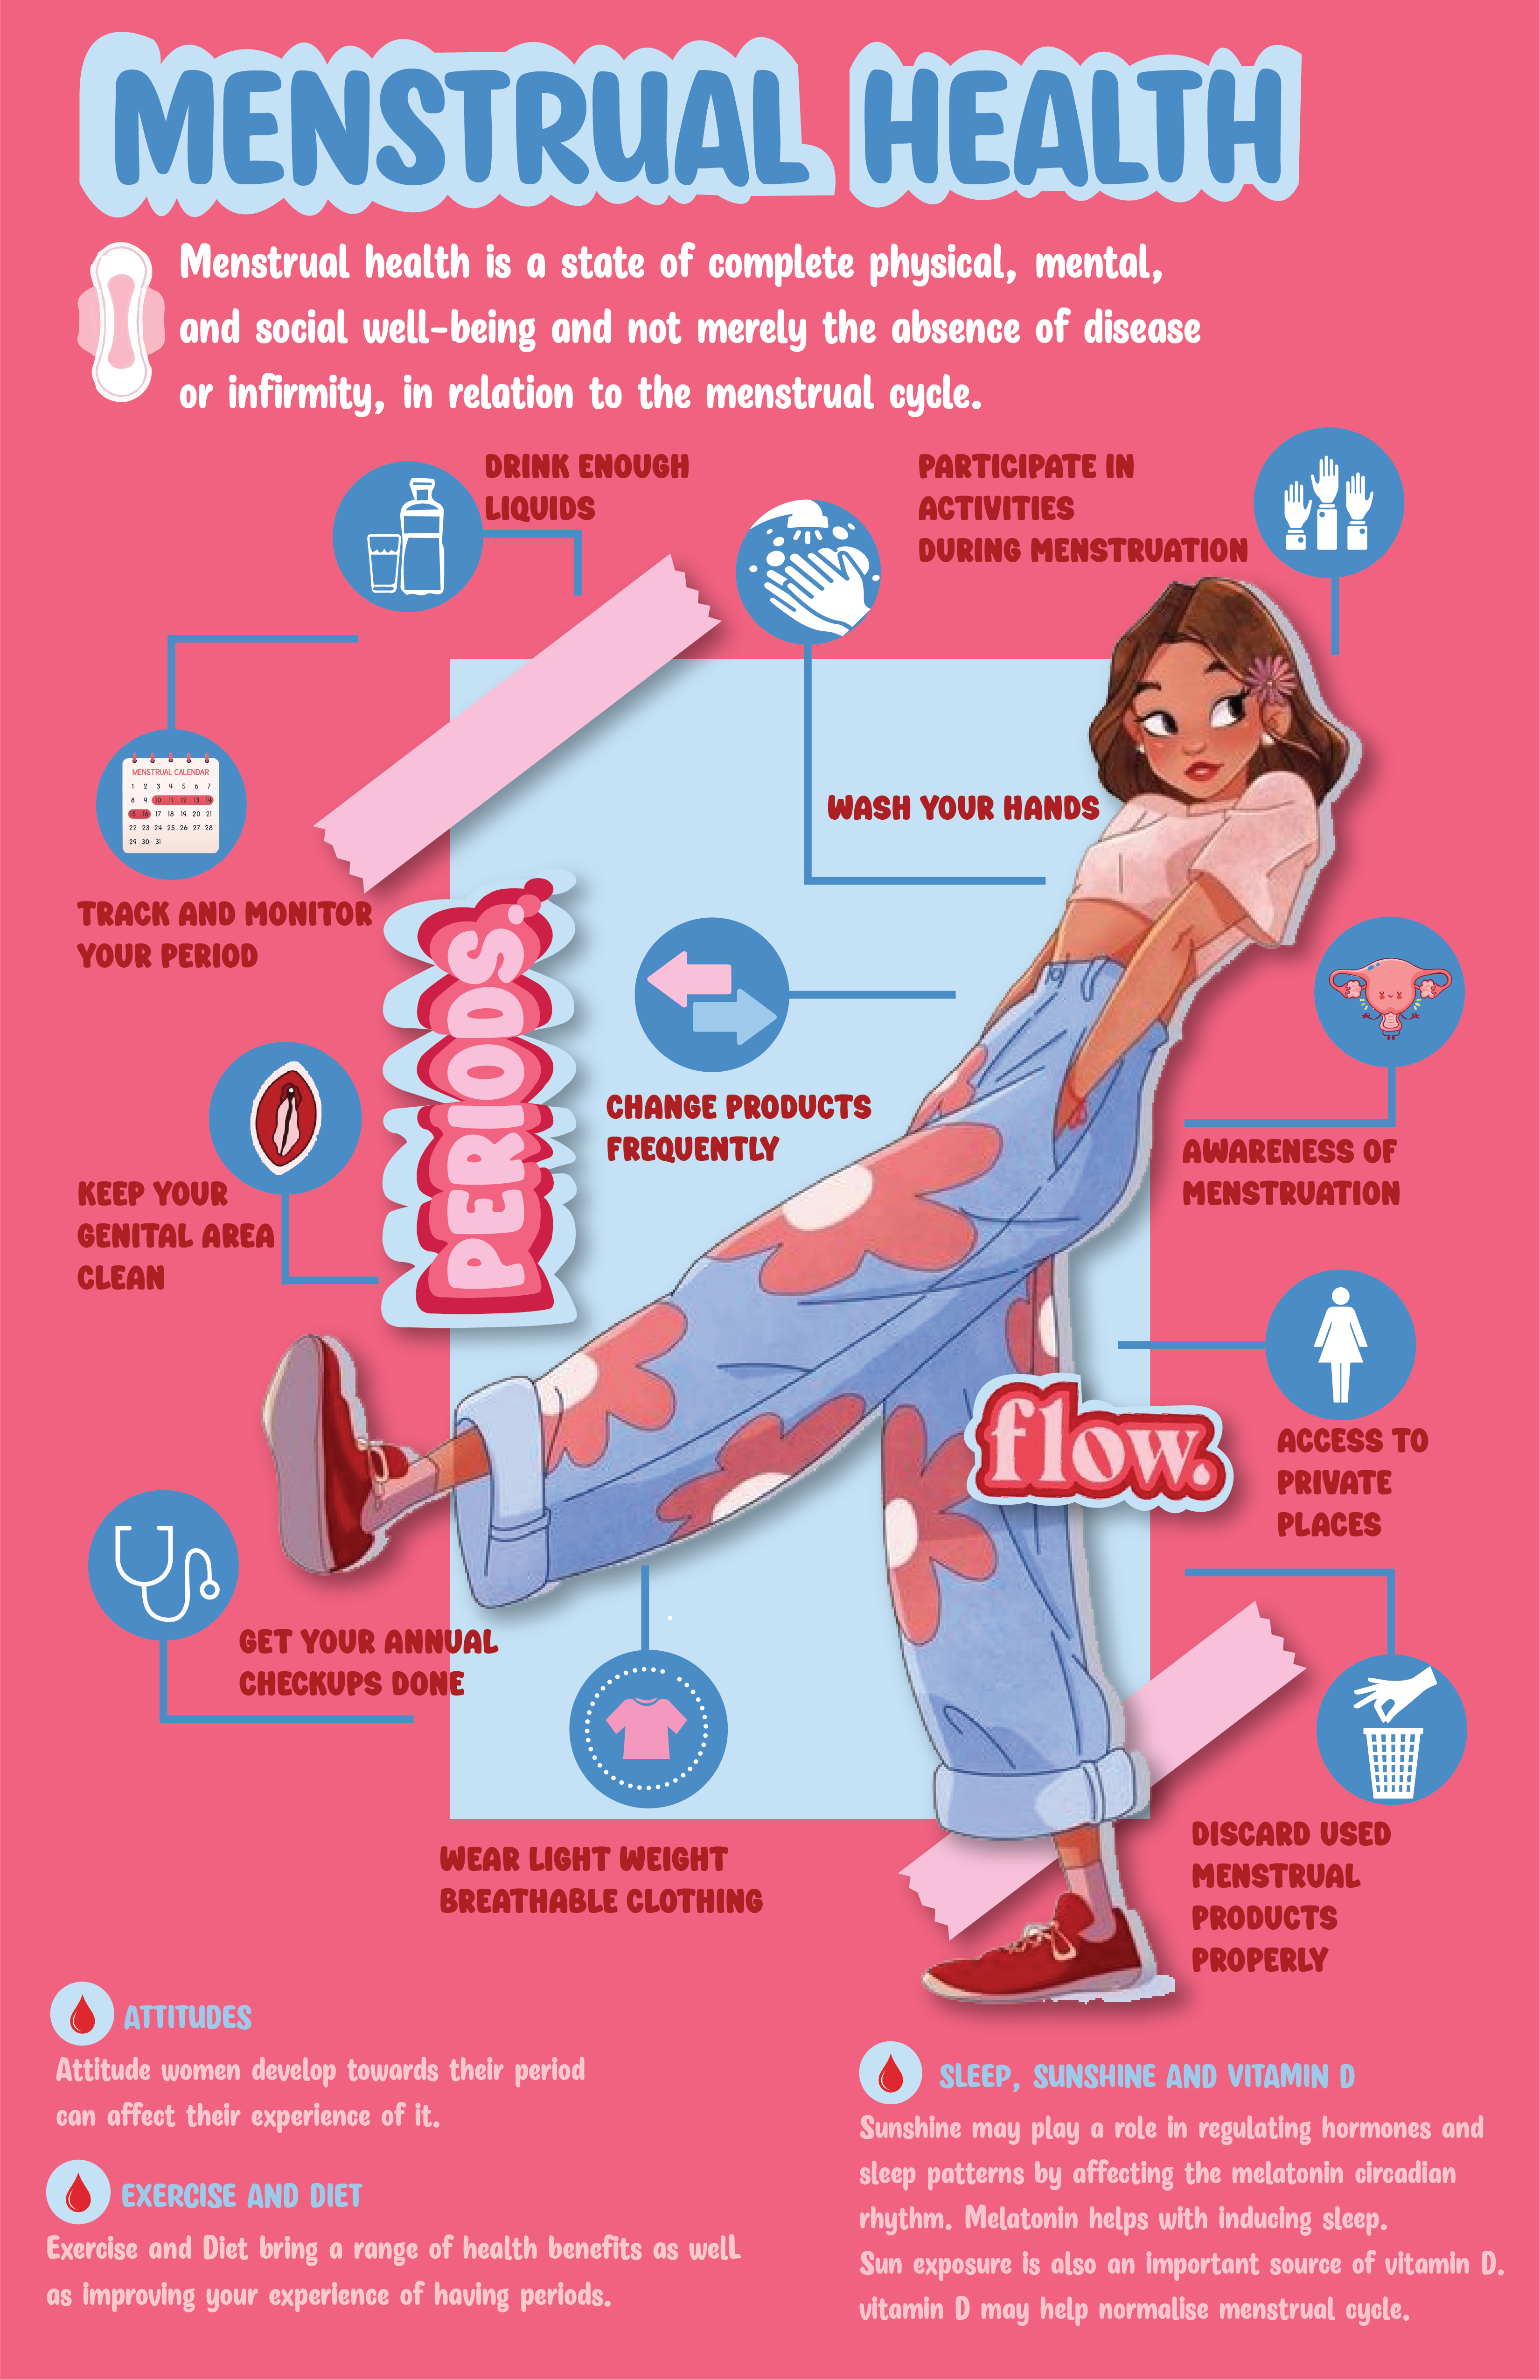 MENSTRUAL HEALTH
Menstrual health is a state of complete physical, mental,
and social well-being and not merely the absence of disease
or infirmity, in relation to the menstrual cycle.
DRINK ENOUGH
LIQUIDS
PARTICIPATE IN
ACTIVITIES
DURING MENSTRUATION
MENSTRUAL CALENDAR
1 2 3 4 5 6 7
8 9 10 11 12 13 14
15 16 17 18 19 20 21
22 23 24 25 26 27 28
29 30 31
WASH YOUR HANDS
TRACK AND MONITOR
YOUR PERIOD
PERIODS.
CHANGE PRODUCTS
FREQUENTLY
AWARENESS OF
MENSTRUATION
KEEP YOUR
GENITAL AREA
CLEAN
flow.
ACCESS TO
PRIVATE
PLACES
GET YOUR ANNUAL
CHECKUPS DONE
WEAR LIGHT WEIGHT
BREATHABLE CLOTHING
DISCARD USED
MENSTRUAL
PRODUCTS
PROPERLY
ATTITUDES
Attitude women develop towards their period
can affect their experience of it.
EXERCISE AND DIET
Exercise and Diet bring a range of health benefits as well
as improving your experience of having periods.
SLEEP, SUNSHINE AND VITAMIN D
Sunshine may play a role in regulating hormones and
sleep patterns by affecting the melatonin circadian
rhythm. Melatonin helps with inducing sleep.
Sun exposure is also an important source of vitamin D.
vitamin D may help normalise menstrual cycle.